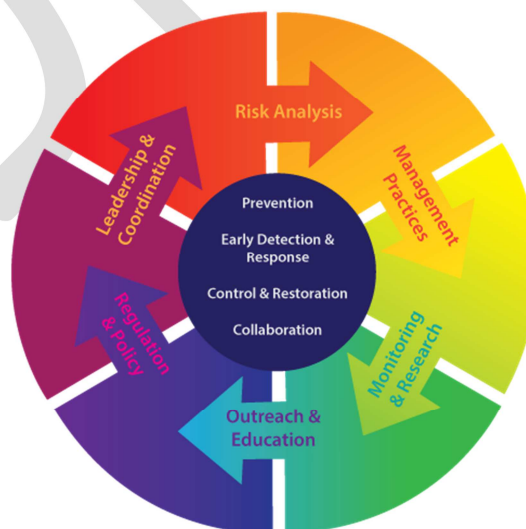 Risk Analysis
Management
Practices
Monitoring
& Research
Outreach &
Education
Regulation
& Policy
Leadership &
Coordination
Prevention
Early Detection &
Response
Control & Restoration
Collaboration